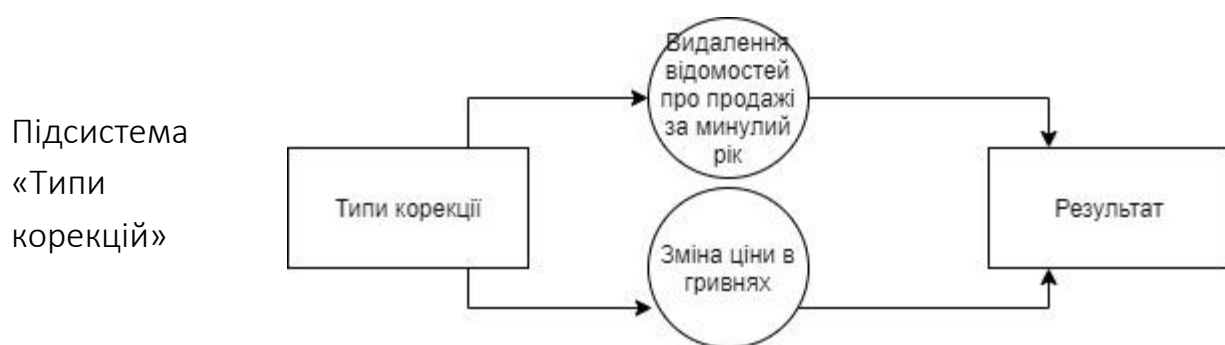 Підсистема
«Типи
корекцій»
Типи корекції
Видалення
відомостей
про продажі
за минулий
рік
Зміна ціни в
гривнях
Результат